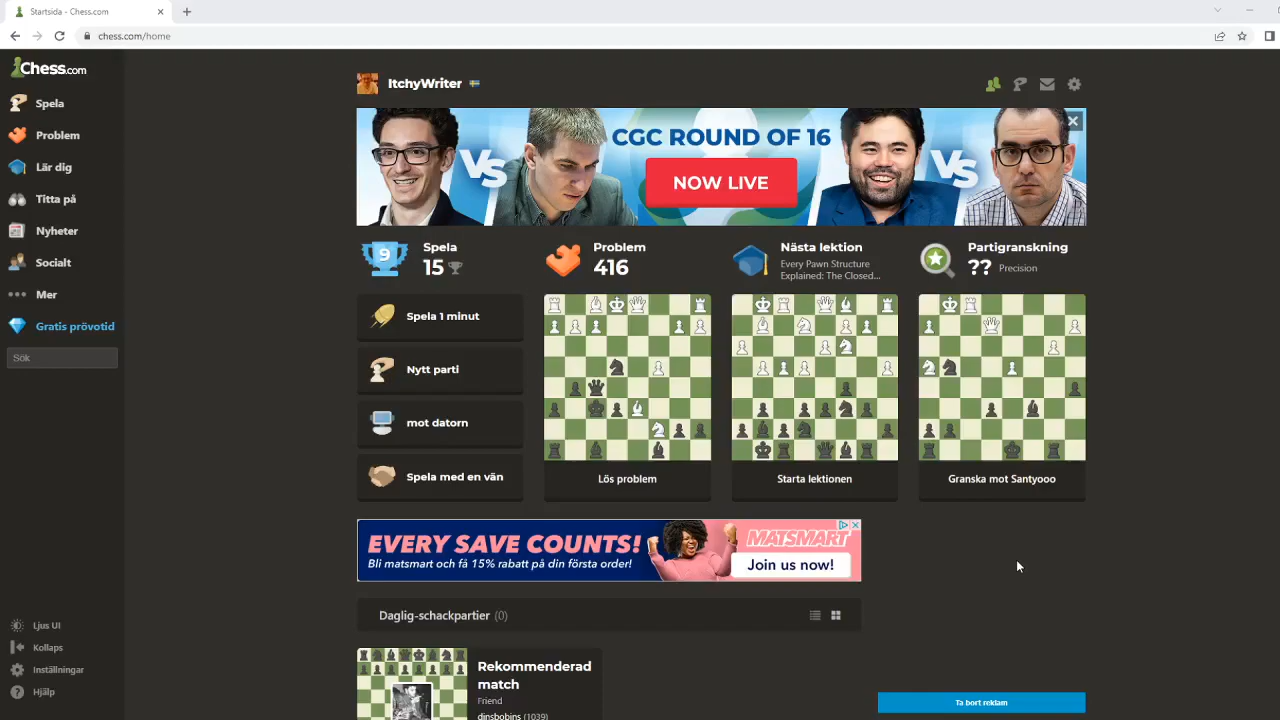 Startsida - Chess.com
chess.com/home
Chess.com
Spela
Problem
Lär dig
Titta på
Nyheter
Socialt
Mer
Gratis prövotid
Sök
Ljus UI
Kollaps
Inställningar
Hjälp
ItchyWriter
CGC ROUND OF 16
VS
NOW LIVE
VS
9
Spela
15
Problem
416
Nästa lektion
Every Pawn Structure
Explained: The Closed...
Partigranskning
?? Precision
Spela 1 minut
Nytt parti
mot datorn
Spela med en vän
Lös problem
Starta lektionen
Granska mot Santyooo
EVERY SAVE COUNTS!
Bli matsmart och få 15% rabatt på din första order!
MATSMART
Join us now!
Daglig-schackpartier (0)
Rekommenderad
match
Friend
dinsbobins (1039)
Ta bort reklam